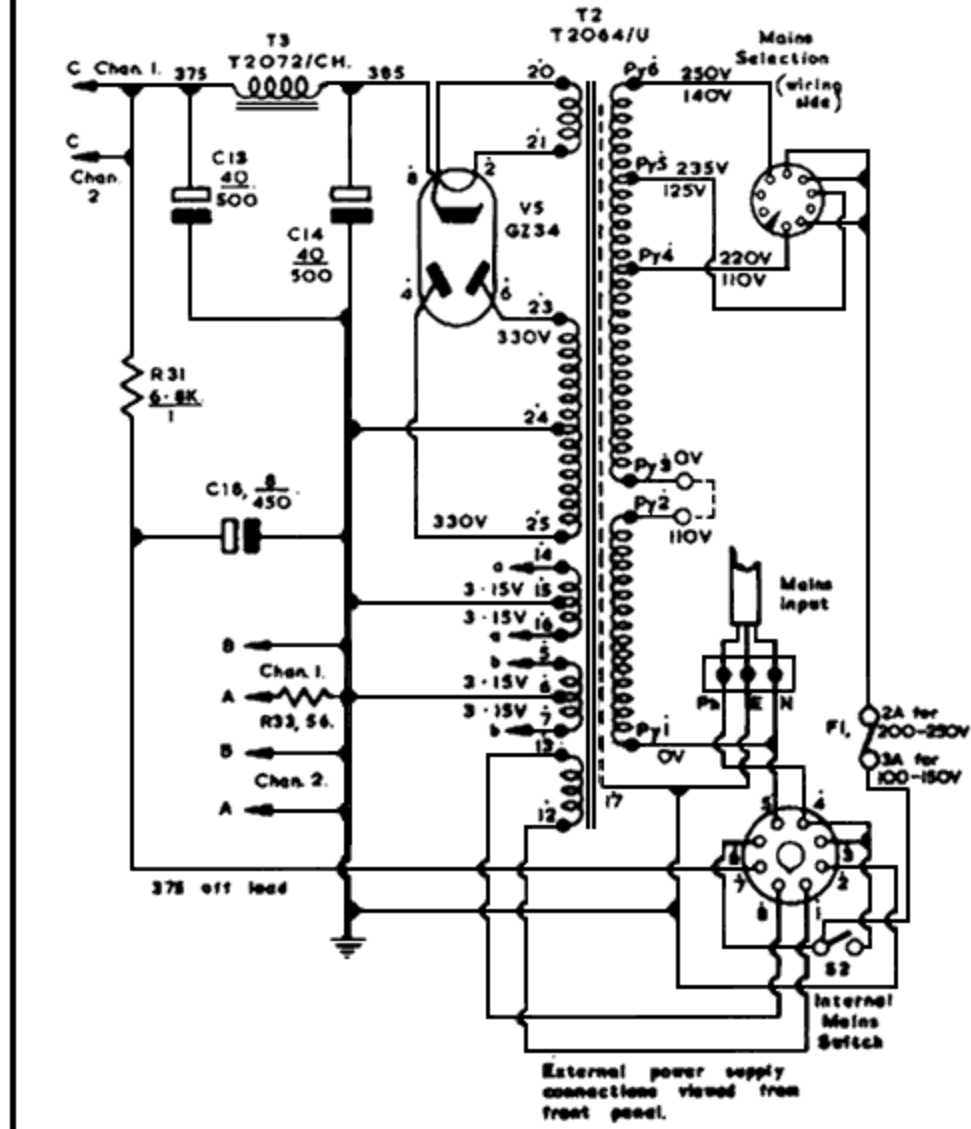 T2
T2064/U
T3
T2072/CH.
Mains
Selection
(wiring
side)
C Chan. 1.
375
385
20
Py6
250V
140V
C
Chan.
2
21
Py5
235V
125V
C13
40
500
8
2
V5
GZ34
C14
40
500
Py4
220V
110V
4
6
23
330V
R31
6·8K
1
24
Py3
0V
Py2
110V
C15, 8
450
330V
25
14
a
3·15V
15
3·15V
16
a
Mains
input
B
5
b
Chan. 1.
3·15V
6
A
R33, 56.
3·15V
7
b
Ph
E
N
F1,
2A for
200-250V
3A for
100-150V
B
13
Py1
0V
Chan. 2.
A
12
17
5
4
6
3
7
2
8
1
375 off load
S2
Internal
Mains
Switch
External power supply
connections viewed from
front panel.